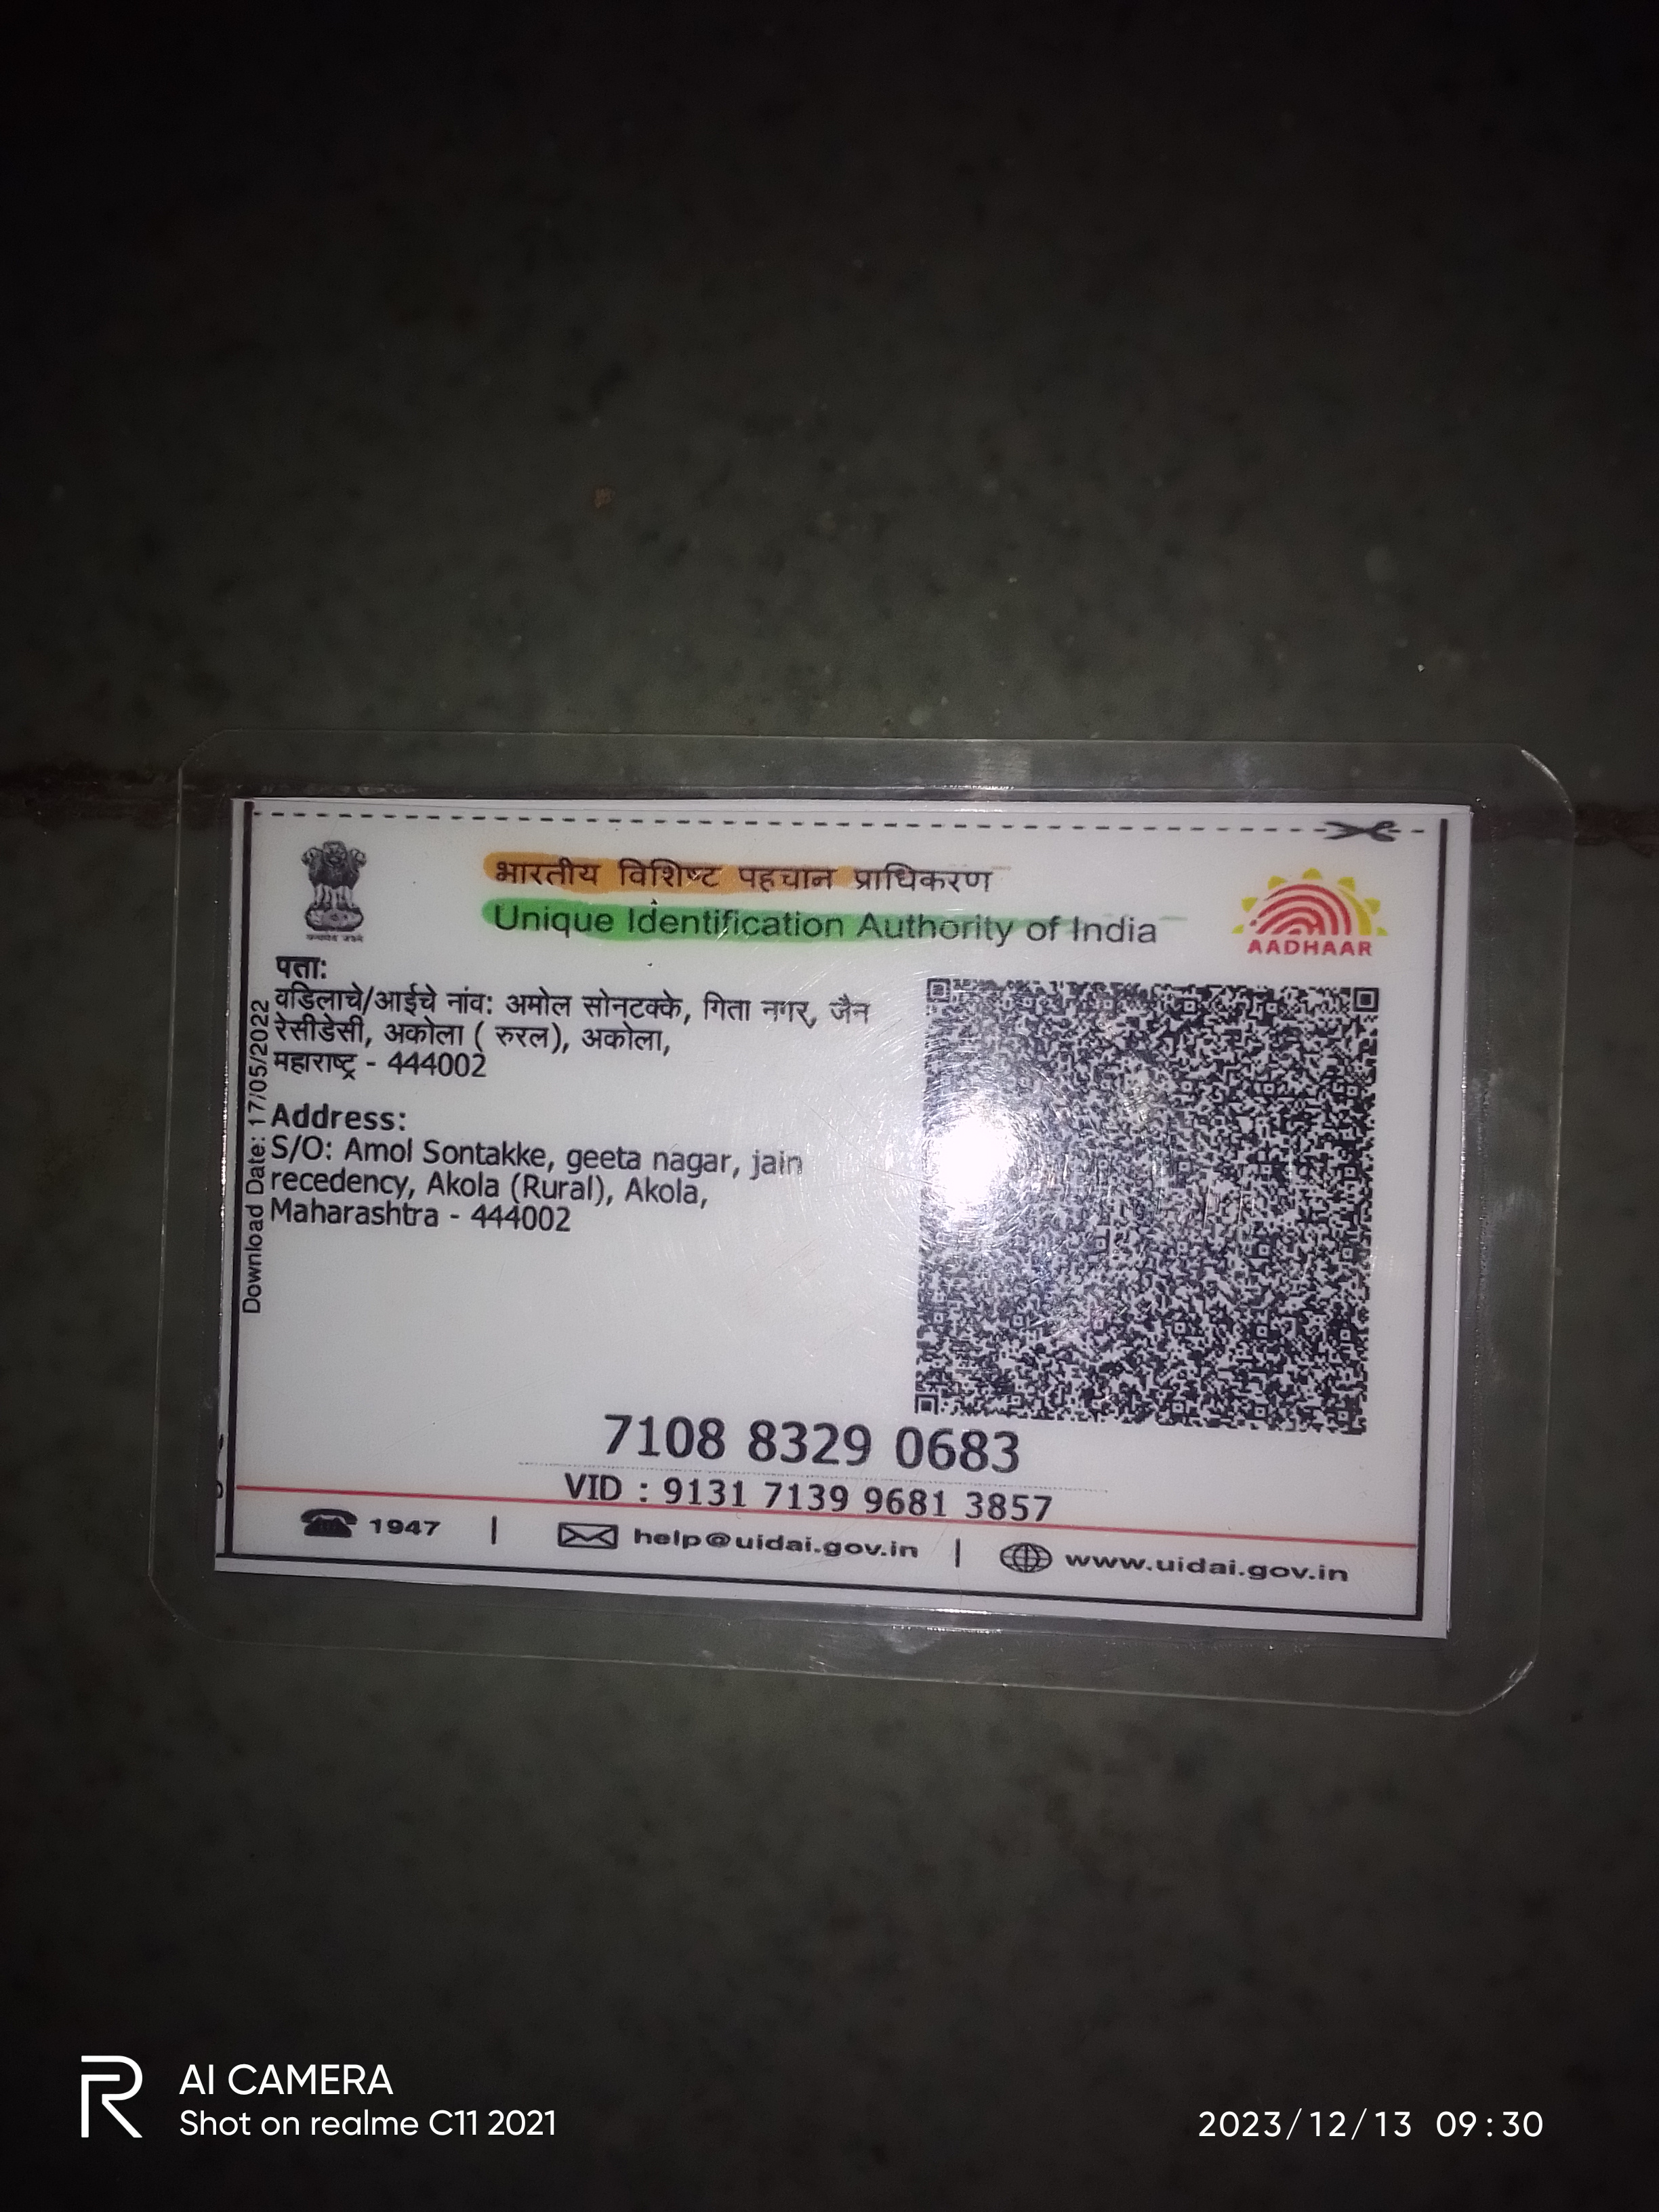 भारतीय विशिष्ट पहचान प्राधिकरण
Unique Identification Authority of India
AADHAAR
पता:
वडिलाचे/आईचे नांव: अमोल सोनटक्के, गिता नगर, जैन
रेसीडेसी, अकोला ( रुरल), अकोला,
महाराष्ट्र - 444002
Address:
S/O: Amol Sontakke, geeta nagar, jain
recedency, Akola (Rural), Akola,
Maharashtra - 444002
Download Date: 17/05/2022
7108 8329 0683
VID : 9131 7139 9681 3857
1947 | help@uidai.gov.in | www.uidai.gov.in
AI CAMERA
Shot on realme C11 2021
2023/12/13 09:30